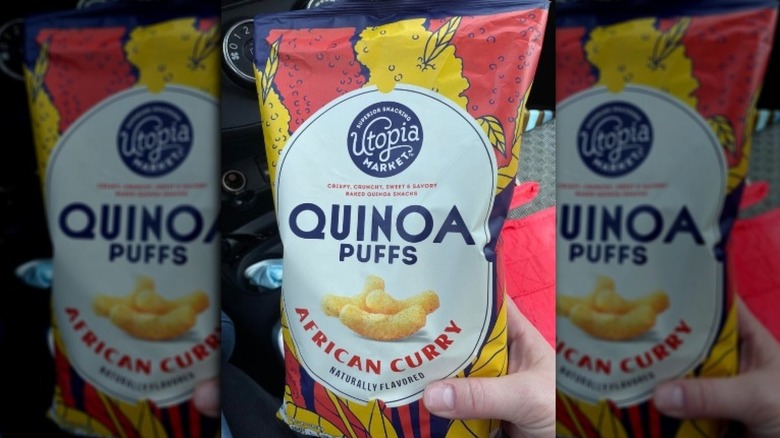 SUPERIOR SNACKING
Utopia
MARKET
CRISPY, CRUNCHY, SWEET & SAVORY
BAKED QUINOA SNACKS
QUINOA
PUFFS
AFRICAN CURRY
NATURALLY FLAVORED